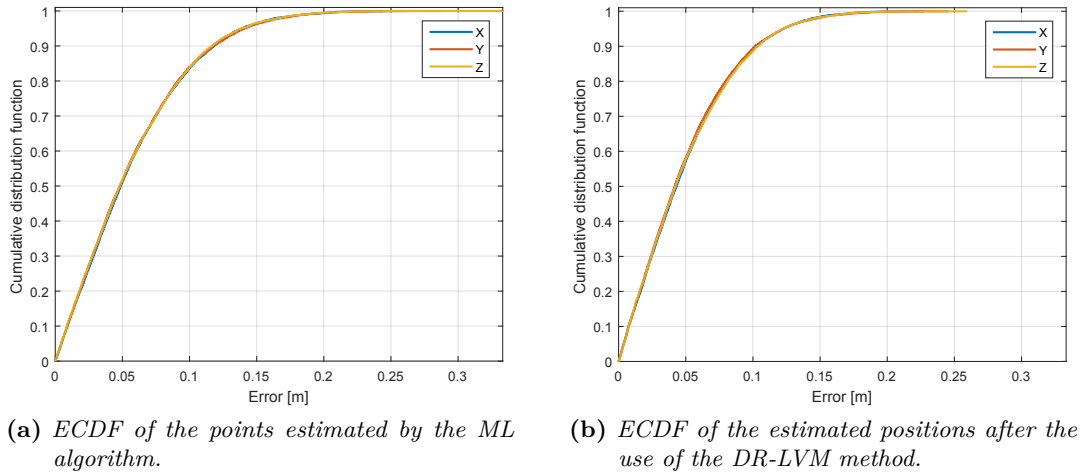 1
0.9
0.8
0.7
0.6
0.5
0.4
0.3
0.2
0.1
0
Cumulative distribution function
X
Y
Z
0 0.05 0.1 0.15 0.2 0.25 0.3
Error [m]
(a) ECDF of the points estimated by the ML
algorithm.
1
0.9
0.8
0.7
0.6
0.5
0.4
0.3
0.2
0.1
0
Cumulative distribution function
X
Y
Z
0 0.05 0.1 0.15 0.2 0.25 0.3
Error [m]
(b) ECDF of the estimated positions after the
use of the DR-LVM method.